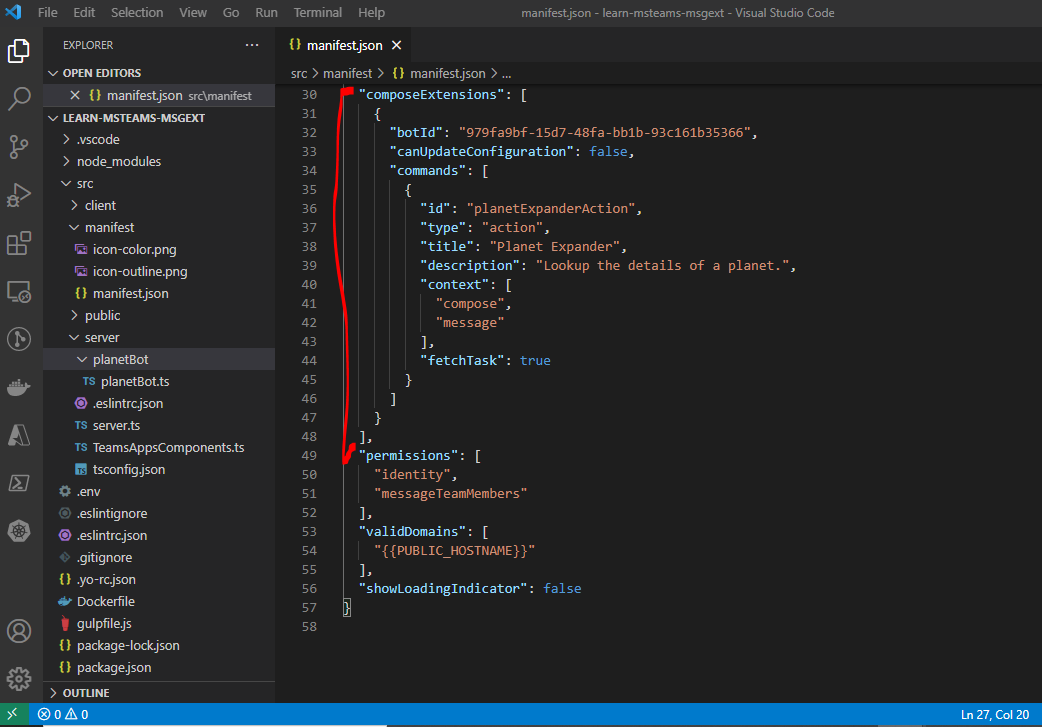 File Edit Selection View Go Run Terminal Help manifest.json - learn-msteams-msgext - Visual Studio Code
EXPLORER ···
OPEN EDITORS
manifest.json src\manifest
LEARN-MSTEAMS-MSGEXT
.vscode
node_modules
src
client
manifest
icon-color.png
icon-outline.png
{} manifest.json
public
server
planetBot
TS planetBot.ts
.eslintrc.json
TS server.ts
TS TeamsAppsComponents.ts
tsconfig.json
.env
.eslintignore
.eslintrc.json
.gitignore
{} .yo-rc.json
Dockerfile
gulpfile.js
{} package-lock.json
{} package.json
OUTLINE
{} manifest.json
src > manifest > {} manifest.json > ...
30 "composeExtensions": [
31 {
32 "botId": "979fa9bf-15d7-48fa-bb1b-93c161b35366",
33 "canUpdateConfiguration": false,
34 "commands": [
35 {
36 "id": "planetExpanderAction",
37 "type": "action",
38 "title": "Planet Expander",
39 "description": "Lookup the details of a planet.",
40 "context": [
41 "compose",
42 "message"
43 ],
44 "fetchTask": true
45 }
46 ]
47 }
48 ],
49 "permissions": [
50 "identity",
51 "messageTeamMembers"
52 ],
53 "validDomains": [
54 "{{PUBLIC_HOSTNAME}}"
55 ],
56 "showLoadingIndicator": false
57 }
58
0 0 Ln 27, Col 20